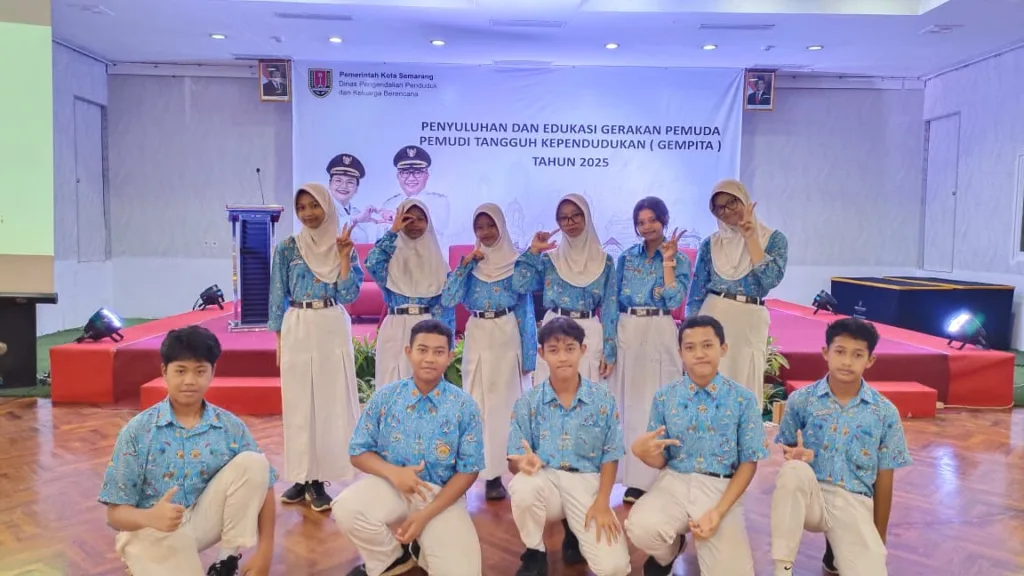 Pemerintah Kota Semarang
Dinas Pengendalian Penduduk
dan Keluarga Berencana
PENYULUHAN DAN EDUKASI GERAKAN PEMUDA
PEMUDI TANGGUH KEPENDUDUKAN ( GEMPITA )
TAHUN 2025